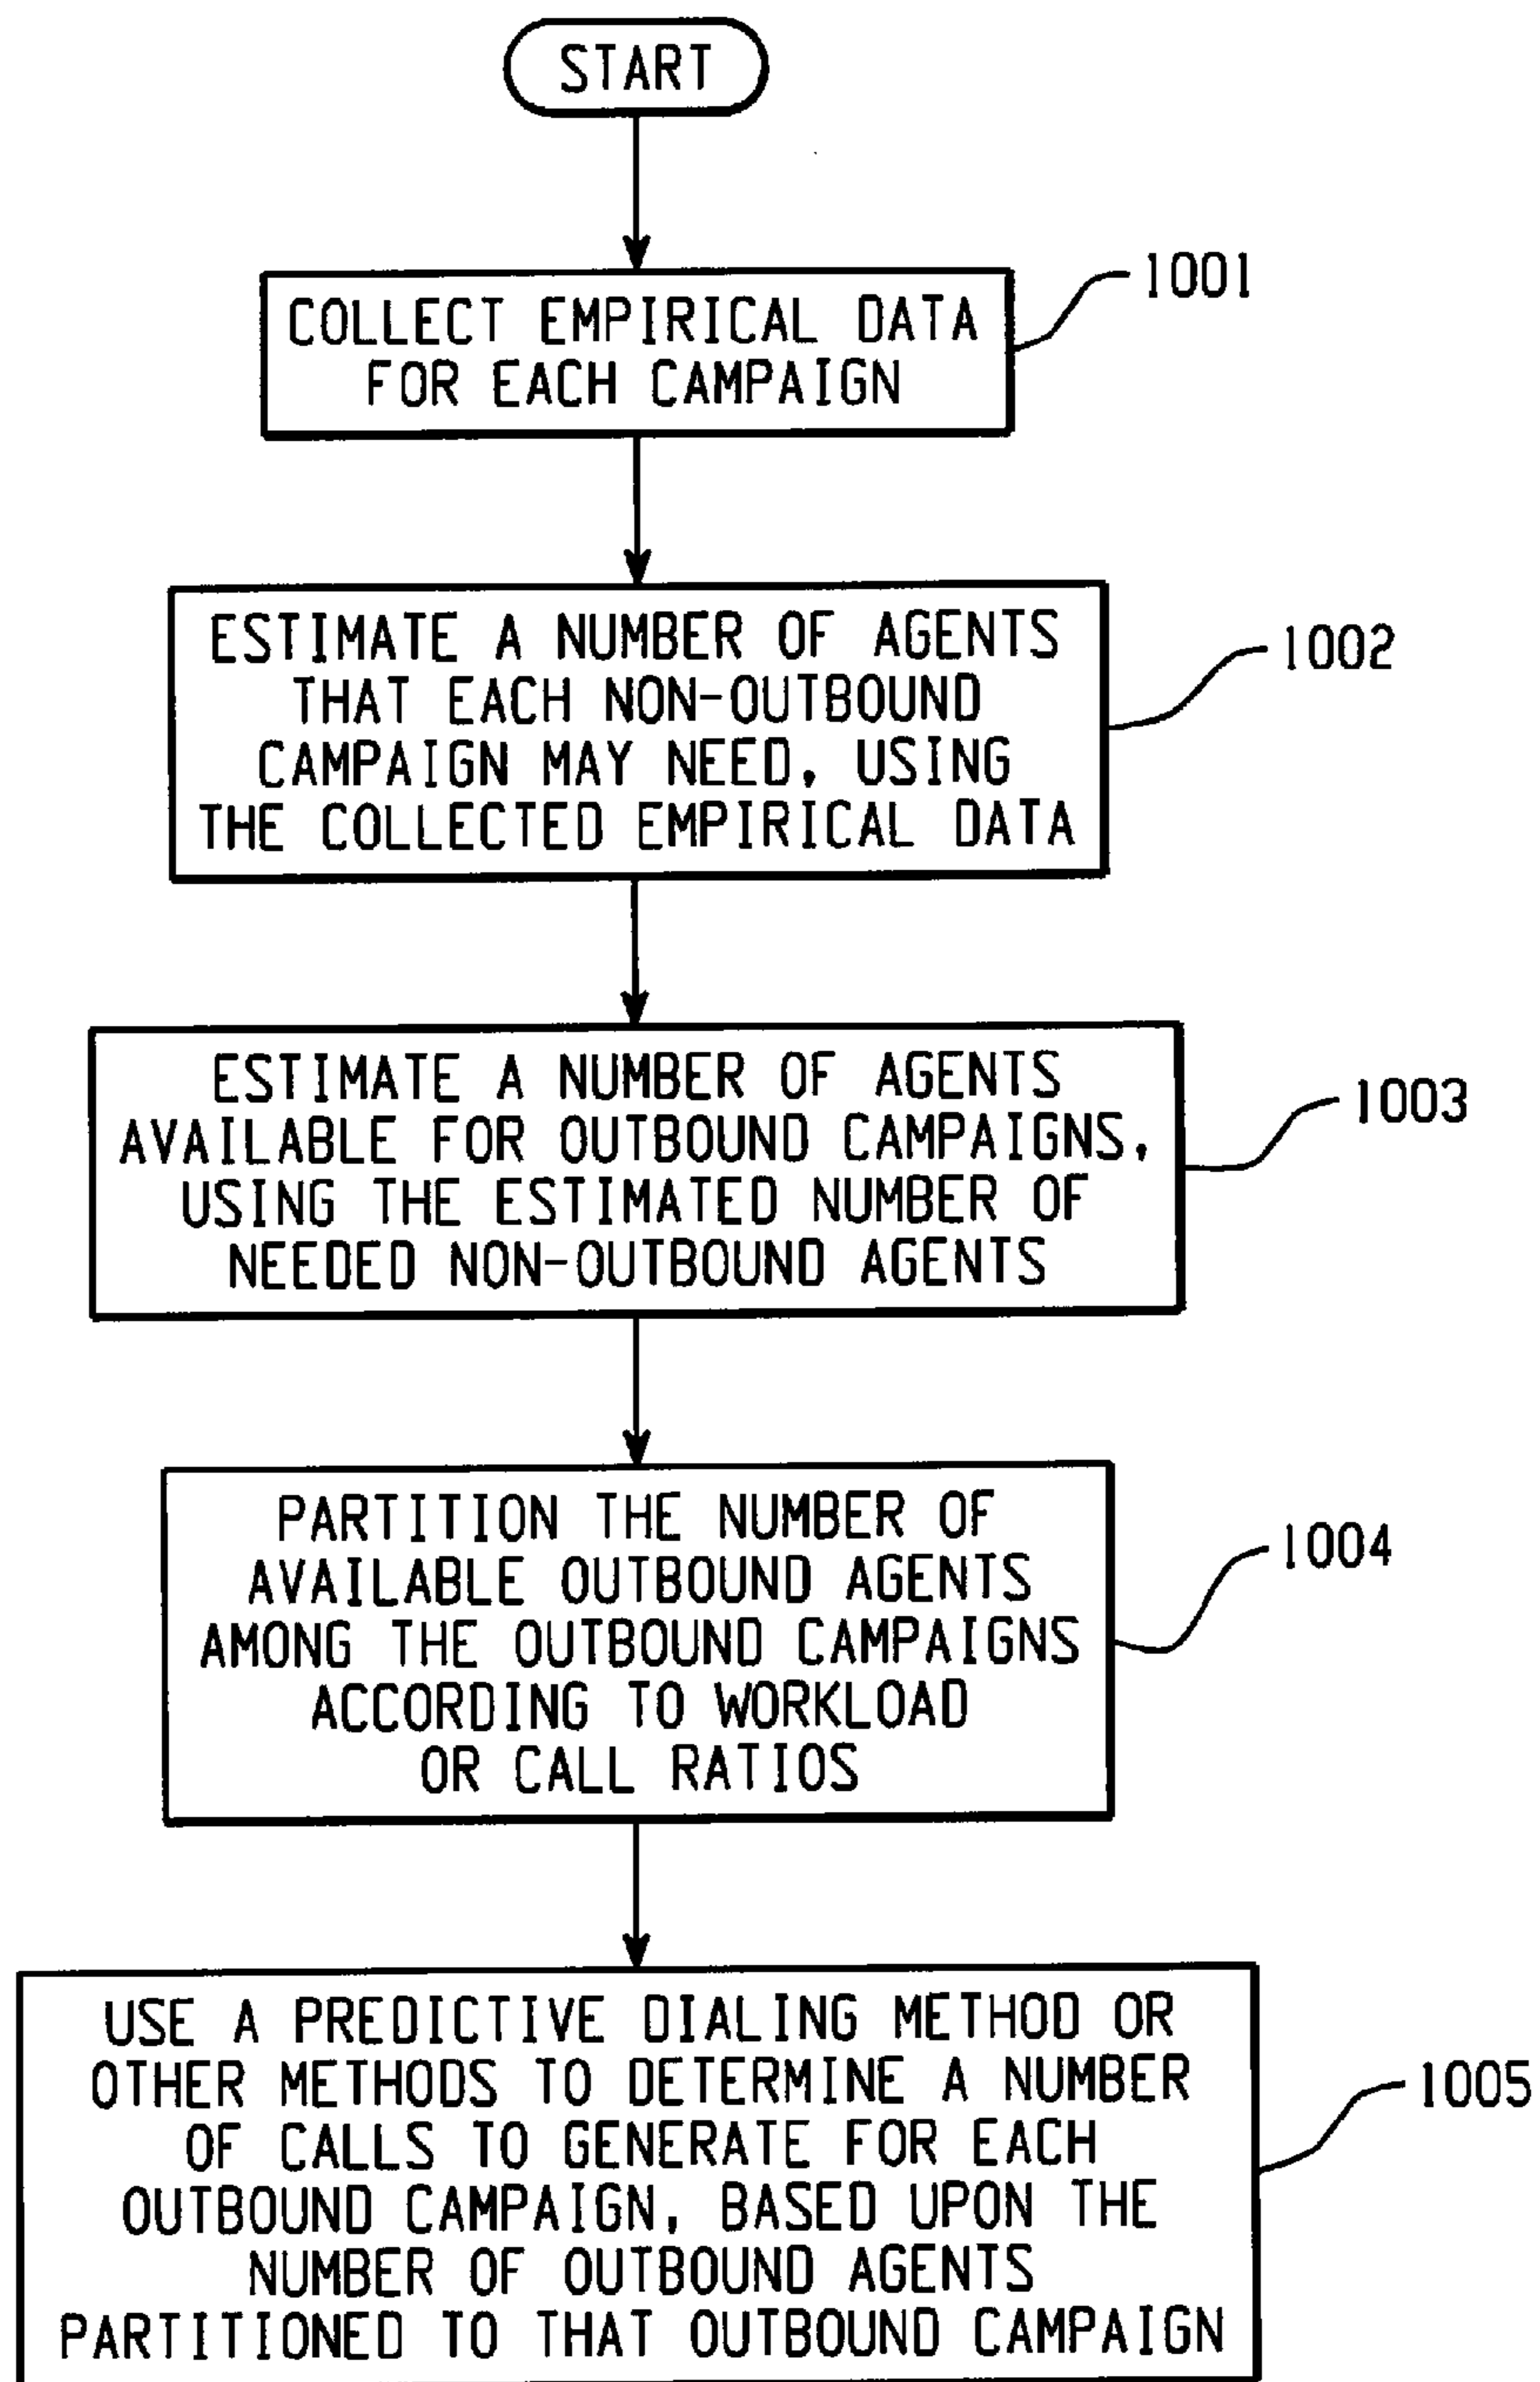 START
1001
COLLECT EMPIRICAL DATA
FOR EACH CAMPAIGN
1002
ESTIMATE A NUMBER OF AGENTS
THAT EACH NON-OUTBOUND
CAMPAIGN MAY NEED, USING
THE COLLECTED EMPIRICAL DATA
1003
ESTIMATE A NUMBER OF AGENTS
AVAILABLE FOR OUTBOUND CAMPAIGNS,
USING THE ESTIMATED NUMBER OF
NEEDED NON-OUTBOUND AGENTS
1004
PARTITION THE NUMBER OF
AVAILABLE OUTBOUND AGENTS
AMONG THE OUTBOUND CAMPAIGNS
ACCORDING TO WORKLOAD
OR CALL RATIOS
1005
USE A PREDICTIVE DIALING METHOD OR
OTHER METHODS TO DETERMINE A NUMBER
OF CALLS TO GENERATE FOR EACH
OUTBOUND CAMPAIGN, BASED UPON THE
NUMBER OF OUTBOUND AGENTS
PARTITIONED TO THAT OUTBOUND CAMPAIGN